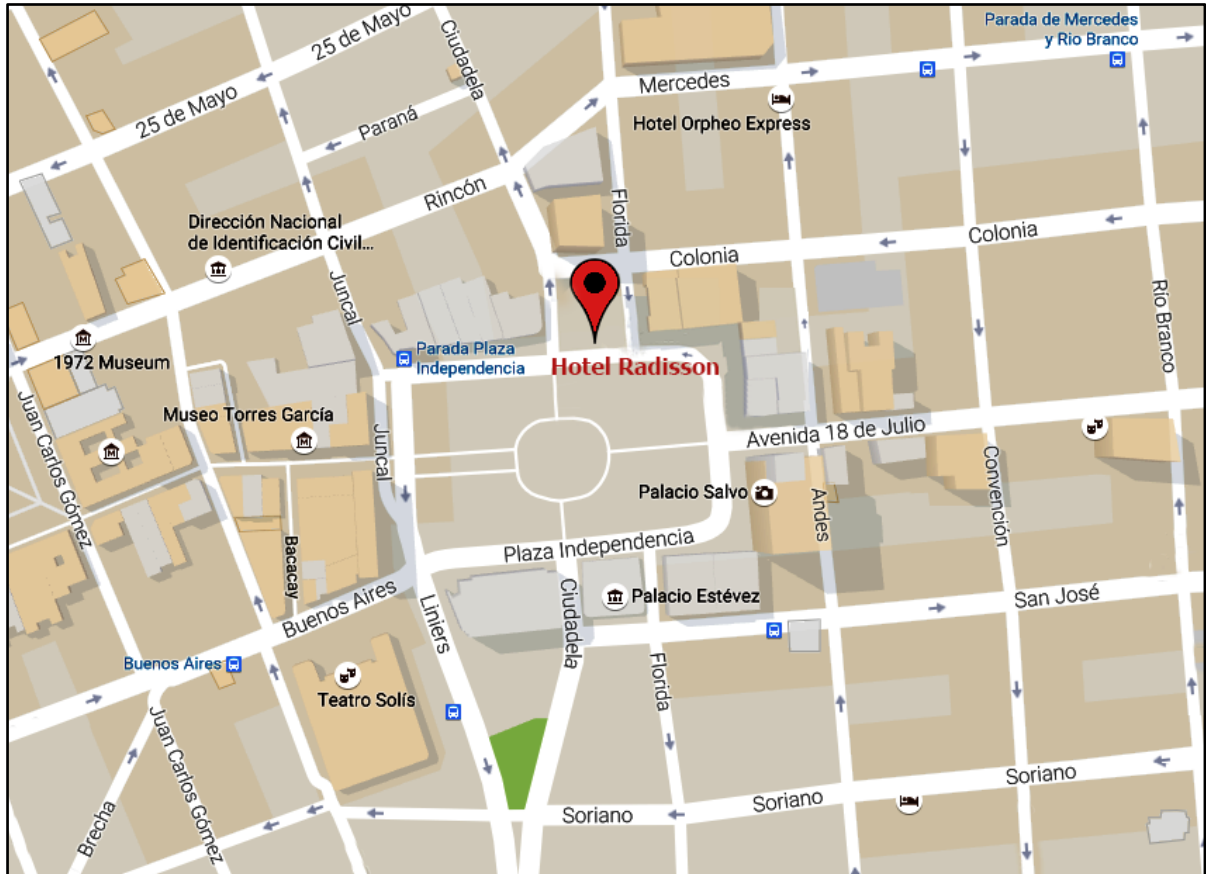 25 de Mayo
Ciudadela
Parada de Mercedes
y Rio Branco
25 de Mayo
Paraná
Mercedes
Hotel Orpheo Express
Rincón
Florida
Dirección Nacional
de Identificación Civil...
Colonia
Colonia
Juncal
Rio Branco
1972 Museum
Parada Plaza
Independencia
Hotel Radisson
Juan Carlos Gómez
Museo Torres García
Juncal
Avenida 18 de Julio
Palacio Salvo
Andes
Convención
Plaza Independencia
Bacacay
Buenos Aires
Liniers
Ciudadela
Palacio Estévez
San José
Florida
Buenos Aires
Teatro Solís
Juan Carlos Gómez
Brecha
Soriano
Soriano
Soriano